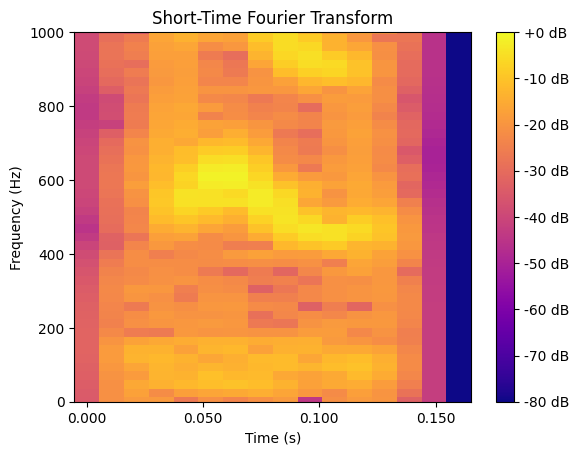 Short-Time Fourier Transform
Frequency (Hz)
1000
800
600
400
200
0
0.000
0.050
0.100
0.150
Time (s)
+0 dB
-10 dB
-20 dB
-30 dB
-40 dB
-50 dB
-60 dB
-70 dB
-80 dB